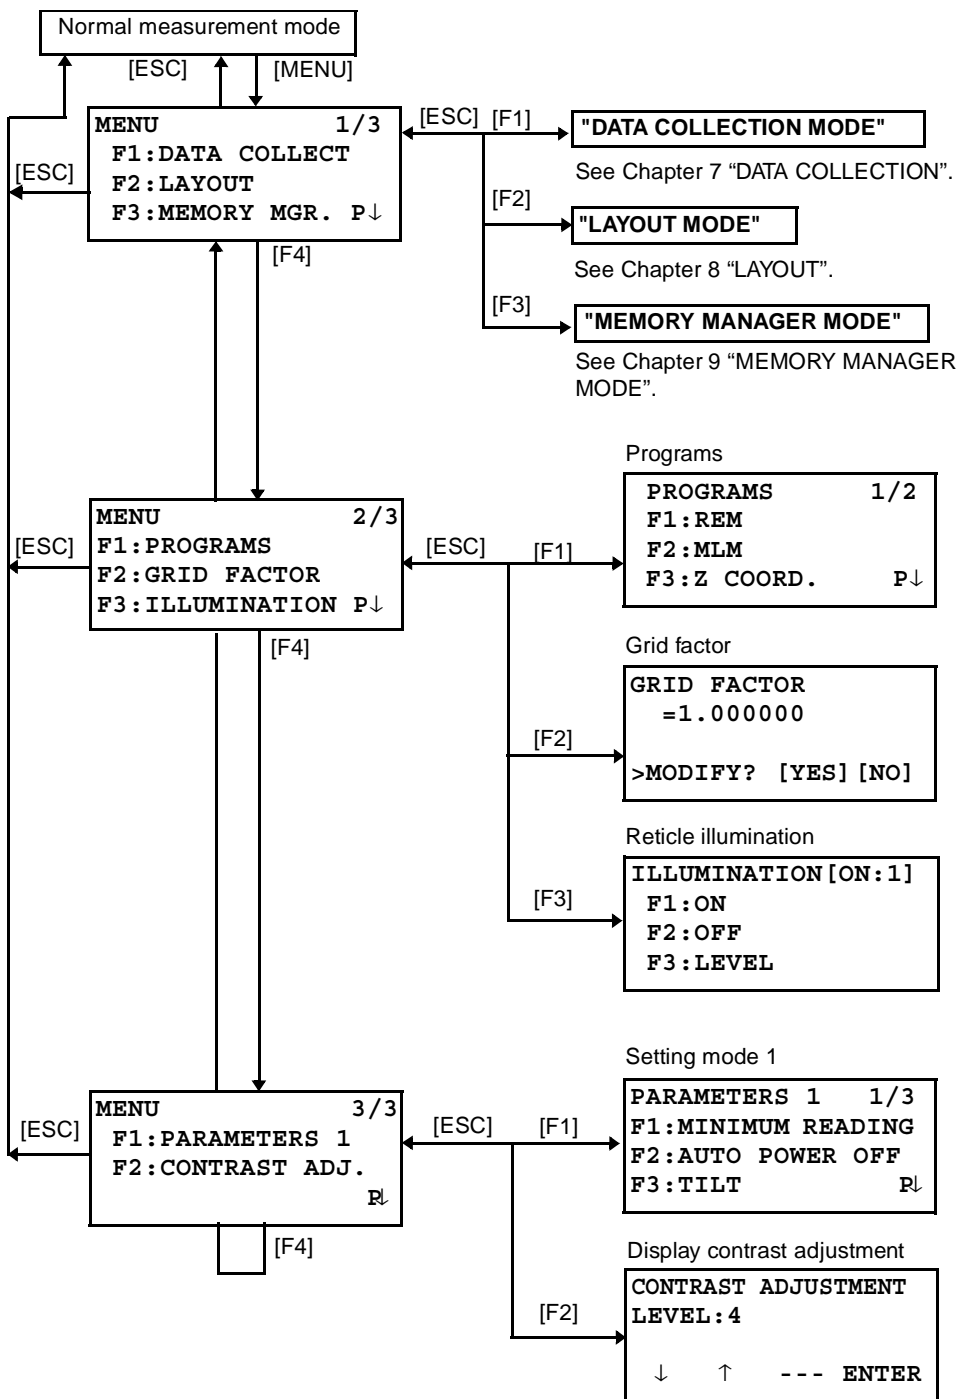 Normal measurement mode
[ESC] [MENU]
MENU 1/3
F1:DATA COLLECT
F2:LAYOUT
F3:MEMORY MGR. P↓
[ESC]
[F4]
[ESC] [F1]
"DATA COLLECTION MODE"
See Chapter 7 “DATA COLLECTION”.
[F2]
"LAYOUT MODE"
See Chapter 8 “LAYOUT”.
[F3]
"MEMORY MANAGER MODE"
See Chapter 9 “MEMORY MANAGER
MODE”.
MENU 2/3
F1:PROGRAMS
F2:GRID FACTOR
F3:ILLUMINATION P↓
[ESC]
[F4]
[ESC] [F1]
Programs
PROGRAMS 1/2
F1:REM
F2:MLM
F3:Z COORD. P↓
[F2]
Grid factor
GRID FACTOR
=1.000000
>MODIFY? [YES][NO]
[F3]
Reticle illumination
ILLUMINATION[ON:1]
F1:ON
F2:OFF
F3:LEVEL
MENU 3/3
F1:PARAMETERS 1
F2:CONTRAST ADJ.
P↓
[ESC]
[F4]
[ESC] [F1]
Setting mode 1
PARAMETERS 1 1/3
F1:MINIMUM READING
F2:AUTO POWER OFF
F3:TILT P↓
[F2]
Display contrast adjustment
CONTRAST ADJUSTMENT
LEVEL:4
↓ ↑ --- ENTER